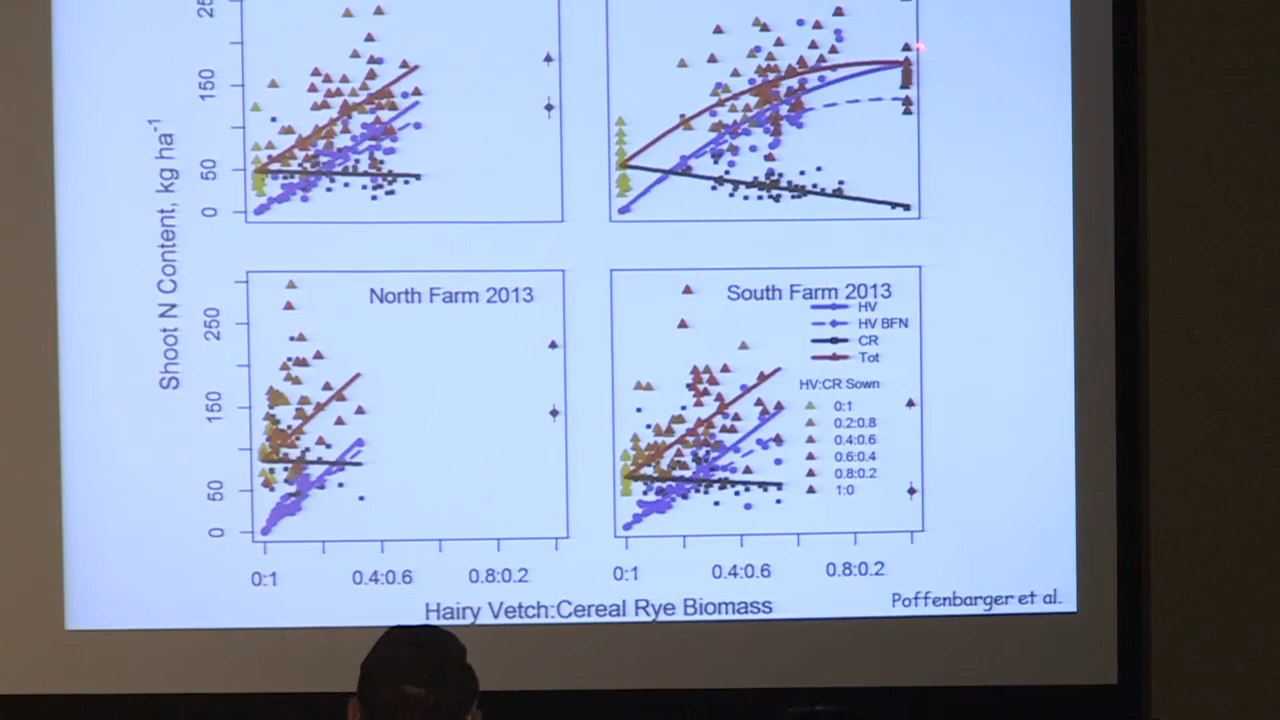 25
150
50
0
Shoot N Content, kg ha-1
North Farm 2013
South Farm 2013
HV
HV BFN
CR
Tot
HV:CR Sown
0:1
0.2:0.8
0.4:0.6
0.6:0.4
0.8:0.2
1:0
250
150
50
0
0:1
0.4:0.6
0.8:0.2
0:1
0.4:0.6
0.8:0.2
Hairy Vetch:Cereal Rye Biomass
Poffenbarger et al.